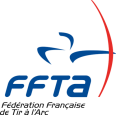 FFTA
Fédération Française
de Tir à l'Arc